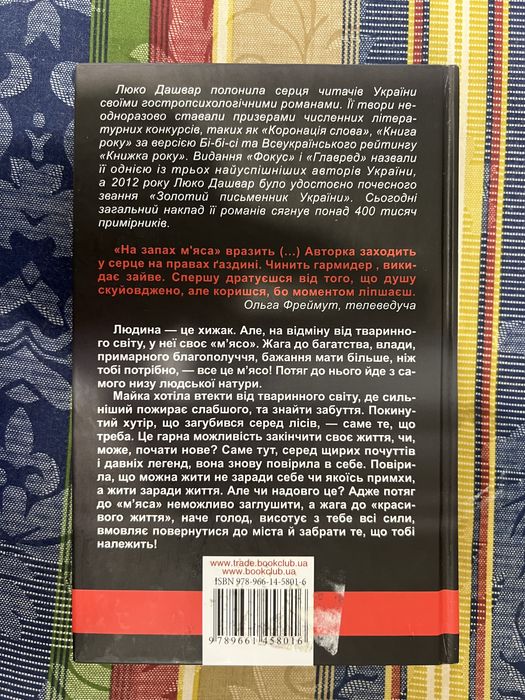 Люко Дашвар полонила серця читачів України
своїми гостропсихологічними романами. Її твори не-
одноразово ставали призерами численних літера-
турних конкурсів, таких як «Коронація слова», «Книга
року» за версією Бі-бі-сі та Всеукраїнського рейтингу
«Книжка року». Видання «Фокус» і «Главред» назвали
її однією із трьох найуспішніших авторів України,
а 2012 року Люко Дашвар було удостоєно почесного
звання «Золотий письменник України». Сьогодні
загальний наклад її романів сягнув понад 400 тисяч
примірників.
«На запах м'яса» вразить (...) Авторка заходить
у серце на правах ґаздині. Чинить гармидер , вики-
дає зайве. Спершу дратуєшся від того, що душу
скуйовджено, але коришся, бо моментом ліпшаєш.
Ольга Фреймут, телеведуча
Людина — це хижак. Але, на відміну від тваринно-
го світу, у неї своє «м'ясо». Жага до багатства, влади,
примарного благополуччя, бажання мати більше, ніж
тобі потрібно, — все це м'ясо! Потяг до нього йде з са-
мого низу людської натури.
Майка хотіла втекти від тваринного світу, де силь-
ніший пожирає слабшого, та знайти забуття. Покину-
тий хутір, що загубився серед лісів, — саме те, що
треба. Це гарна можливість закінчити своє життя, чи,
може, почати нове? Саме тут, серед щирих почуттів
і давніх легенд, вона знову повірила в себе. Повіри-
ла, що можна жити не заради себе чи якоїсь примхи,
а жити заради життя. Але чи надовго це? Адже потяг
до «м'яса» неможливо заглушити, а жага до «краси-
вого життя», наче голод, висотує з тебе всі сили,
вмовляє повернутися до міста й забрати те, що тобі
належить!
www.trade.bookclub.ua
www.bookclub.ua
ISBN 978-966-14-5801-6
9789661458016